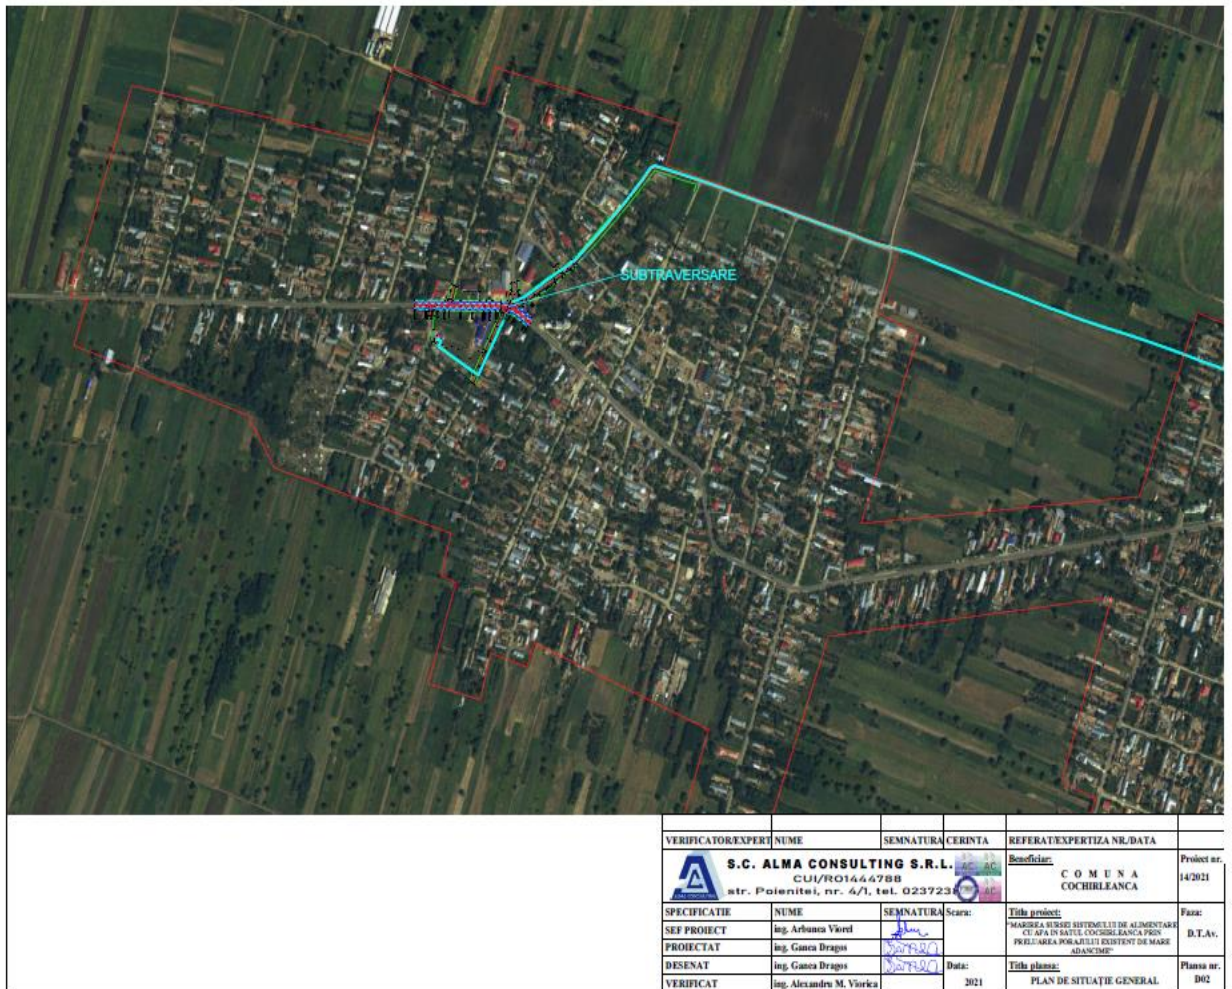 SUBTRAVERSARE
VERIFICATOR/EXPERT NUME SEMNATURA CERINTA REFERAT/EXPERTIZA NR./DATA
S.C. ALMA CONSULTING S.R.L.
CUI/RO1444788
str. Poienitei, nr. 4/1, tel. 023723
Beneficiar:
COMUNA
COCHIRLEANCA
Proiect nr.
14/2021
SPECIFICATIE NUME SEMNATURA Scara:
SEF PROIECT ing. Arbunea Viorel
PROIECTAT ing. Ganea Dragos
DESENAT ing. Ganea Dragos
VERIFICAT ing. Alexandru M. Viorica
Data:
2021
Titlu proiect:
"MARIREA SURSEI SISTEMULUI DE ALIMENTARE
CU APA IN SATUL COCHIRLEANCA PRIN
PRELUAREA FORAJULUI EXISTENT DE MARE
ADANCIME"
Faza:
D.T.Av.
Titlu plansa:
PLAN DE SITUAȚIE GENERAL
Plansa nr.
D02